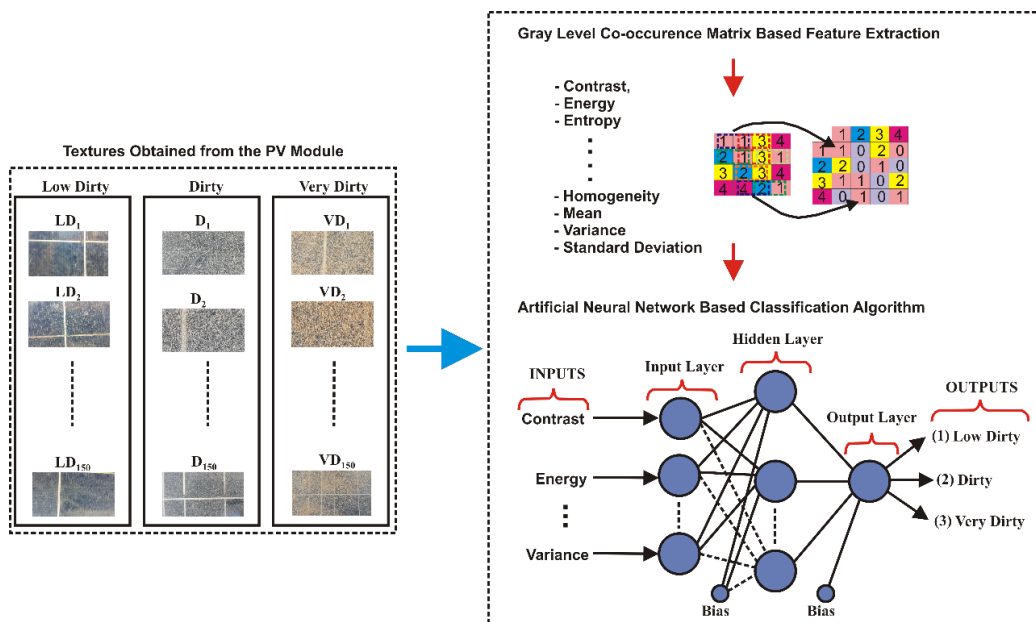 Textures Obtained from the PV Module
Low Dirty
Dirty
Very Dirty
LD1
D1
VD1
LD2
D2
VD2
LD150
D150
VD150
Gray Level Co-occurence Matrix Based Feature Extraction
- Contrast,
- Energy
- Entropy
- Homogeneity
- Mean
- Variance
- Standard Deviation
1 1 3 4
2 1 3 1
3 2 3 4
4 4 2 1
1 2 3 4
1 1 0 2 0
2 2 0 1 0
3 1 1 0 2
4 0 1 0 1
Artificial Neural Network Based Classification Algorithm
Hidden Layer
INPUTS
Input Layer
OUTPUTS
Output Layer
Contrast
(1) Low Dirty
Energy
(2) Dirty
(3) Very Dirty
Variance
Bias
Bias